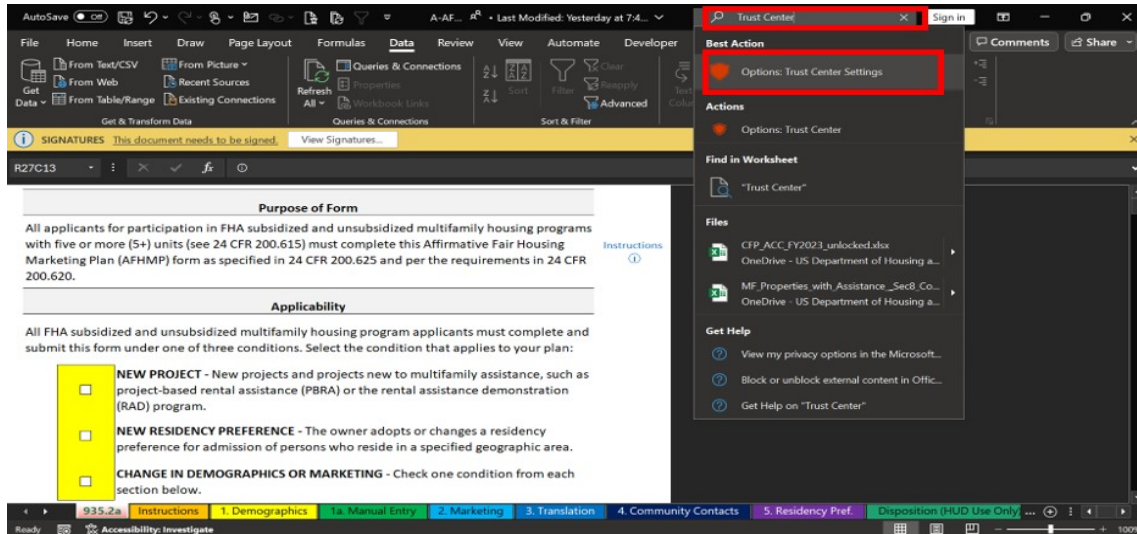 AutoSave Off A-AF... • Last Modified: Yesterday at 7:4... Trust Center Sign in
File Home Insert Draw Page Layout Formulas Data Review View Automate Developer Comments Share
Get Data
From Text/CSV
From Web
From Table/Range
From Picture
Recent Sources
Existing Connections
Get & Transform Data
Refresh All
Queries & Connections
Properties
Workbook Links
Queries & Connections
Sort
Filter
Clear
Reapply
Advanced
Sort & Filter
Text
Colu
SIGNATURES This document needs to be signed. View Signatures...
R27C13 fx
Purpose of Form
All applicants for participation in FHA subsidized and unsubsidized multifamily housing programs
with five or more (5+) units (see 24 CFR 200.615) must complete this Affirmative Fair Housing
Marketing Plan (AFHMP) form as specified in 24 CFR 200.625 and per the requirements in 24 CFR
200.620.
Instructions
Applicability
All FHA subsidized and unsubsidized multifamily housing program applicants must complete and
submit this form under one of three conditions. Select the condition that applies to your plan:
NEW PROJECT - New projects and projects new to multifamily assistance, such as
project-based rental assistance (PBRA) or the rental assistance demonstration
(RAD) program.
NEW RESIDENCY PREFERENCE - The owner adopts or changes a residency
preference for admission of persons who reside in a specified geographic area.
CHANGE IN DEMOGRAPHICS OR MARKETING - Check one condition from each
section below.
Best Action
Options: Trust Center Settings
Actions
Options: Trust Center
Find in Worksheet
"Trust Center"
Files
CFP_ACC_FY2023_unlocked.xlsx
OneDrive - US Department of Housing a...
MF_Properties_with_Assistance_Sec8_Co...
OneDrive - US Department of Housing a...
Get Help
View my privacy options in the Microsoft...
Block or unblock external content in Offic...
Get Help on "Trust Center"
935.2a Instructions 1. Demographics 1a. Manual Entry 2. Marketing 3. Translation 4. Community Contacts 5. Residency Pref. Disposition (HUD Use Only) ...
Ready Accessibility: Investigate 100%